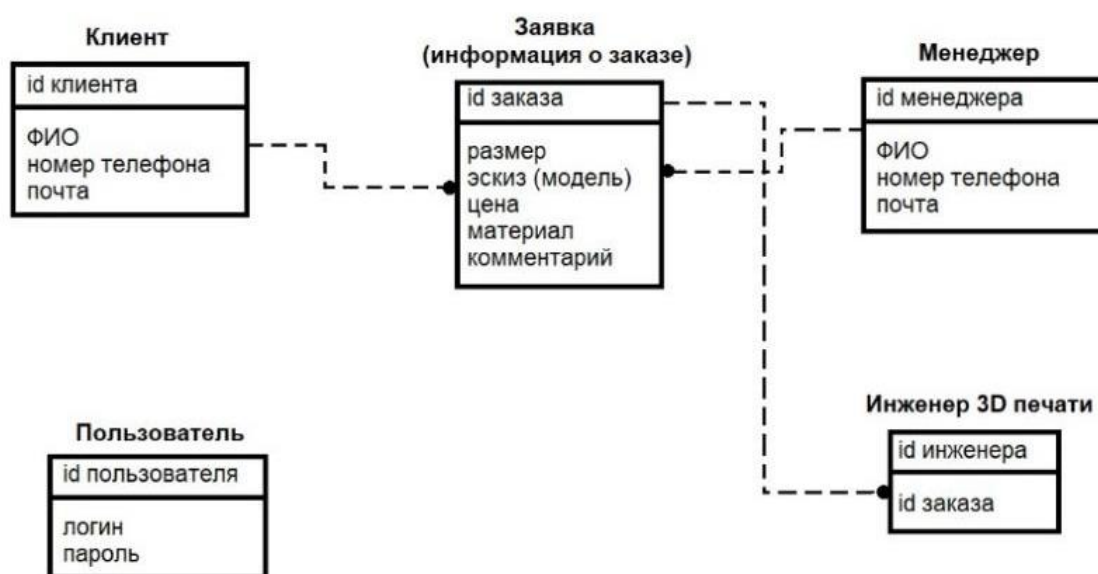 Клиент
id клиента
ФИО
номер телефона
почта
Заявка
(информация о заказе)
id заказа
размер
эскиз (модель)
цена
материал
комментарий
Менеджер
id менеджера
ФИО
номер телефона
почта
Пользователь
id пользователя
логин
пароль
Инженер 3D печати
id инженера
id заказа